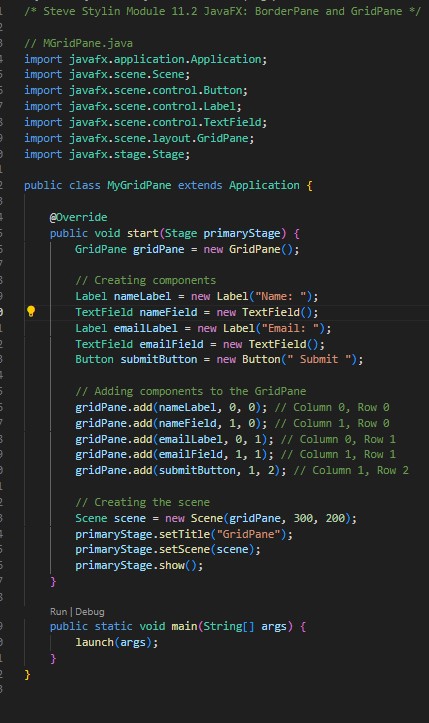 /* Steve Stylin Module 11.2 JavaFX: BorderPane and GridPane */
// MGridPane.java
import javafx.application.Application;
import javafx.scene.Scene;
import javafx.scene.control.Button;
import javafx.scene.control.Label;
import javafx.scene.control.TextField;
import javafx.scene.layout.GridPane;
import javafx.stage.Stage;
public class MyGridPane extends Application {
@Override
public void start(Stage primaryStage) {
GridPane gridPane = new GridPane();
// Creating components
Label nameLabel = new Label("Name: ");
TextField nameField = new TextField();
Label emailLabel = new Label("Email: ");
TextField emailField = new TextField();
Button submitButton = new Button(" Submit ");
// Adding components to the GridPane
gridPane.add(nameLabel, 0, 0); // Column 0, Row 0
gridPane.add(nameField, 1, 0); // Column 1, Row 0
gridPane.add(emailLabel, 0, 1); // Column 0, Row 1
gridPane.add(emailField, 1, 1); // Column 1, Row 1
gridPane.add(submitButton, 1, 2); // Column 1, Row 2
// Creating the scene
Scene scene = new Scene(gridPane, 300, 200);
primaryStage.setTitle("GridPane");
primaryStage.setScene(scene);
primaryStage.show();
}
Run | Debug
public static void main(String[] args) {
launch(args);
}
}